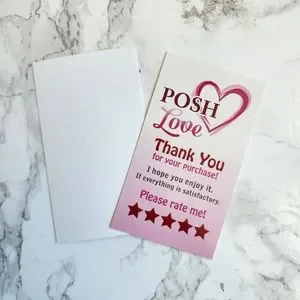 POSH
Love
Thank You
for your purchase!
I hope you enjoy it.
If everything is satisfactory.
Please rate me!